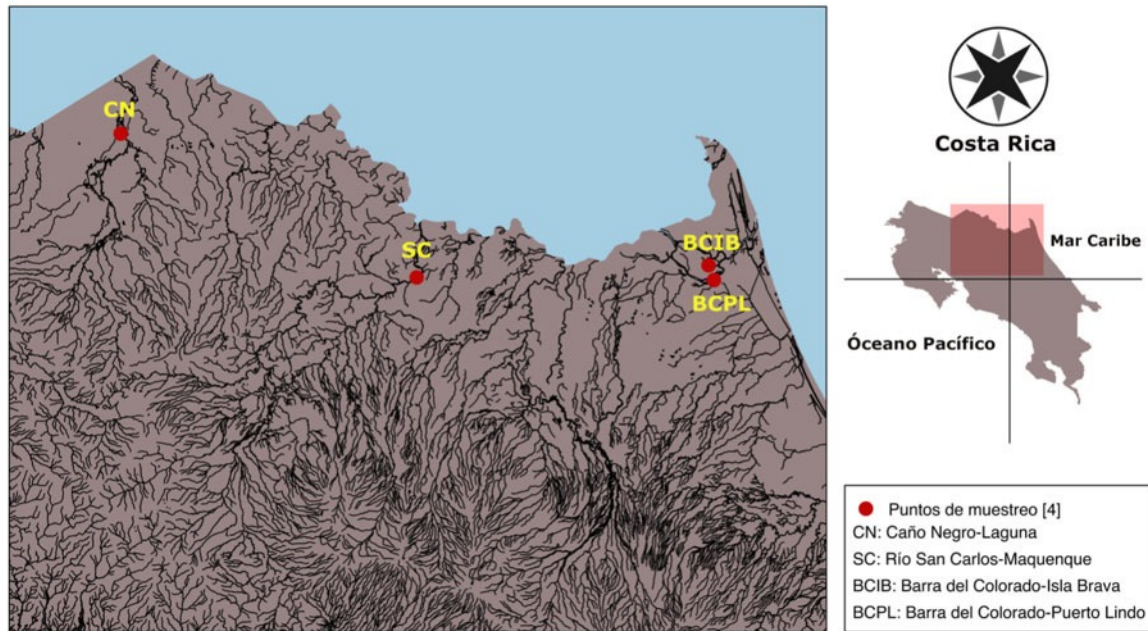 CN
SC
BCIB
BCPL
Costa Rica
Mar Caribe
Óceano Pacífico
Puntos de muestreo [4]
CN: Caño Negro-Laguna
SC: Río San Carlos-Maquenque
BCIB: Barra del Colorado-Isla Brava
BCPL: Barra del Colorado-Puerto Lindo